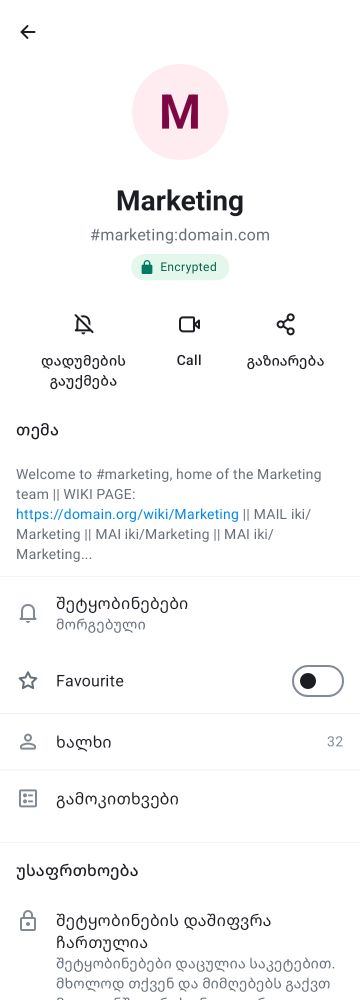 M
Marketing
#marketing:domain.com
Encrypted
დადუმების
გაუქმება
Call
გაზიარება
თემა
Welcome to #marketing, home of the Marketing
team || WIKI PAGE:
https://domain.org/wiki/Marketing || MAIL iki/
Marketing || MAI iki/Marketing || MAI iki/
Marketing...
შეტყობინებები
მორგებული
Favourite
ხალხი 32
გამოკითხვები
უსაფრთხოება
შეტყობინების დაშიფვრა
ჩართულია
შეტყობინებები დაცულია საკეტებით.
მხოლოდ თქვენ და მიმღებებს გაქვთ